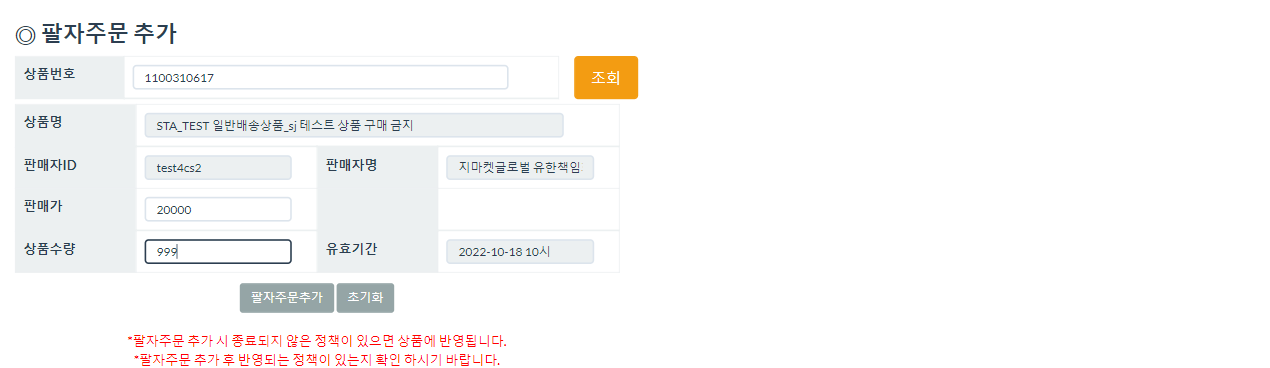 ◎ 팔자주문 추가
상품번호 1100310617 조회
상품명 STA_TEST 일반배송상품_sj 테스트 상품 구매 금지
판매자ID test4cs2 판매자명 지마켓글로벌 유한책임
판매가 20000
상품수량 999 유효기간 2022-10-18 10시
팔자주문추가 초기화
*팔자주문 추가 시 종료되지 않은 정책이 있으면 상품에 반영됩니다.
*팔자주문 추가 후 반영되는 정책이 있는지 확인 하시기 바랍니다.